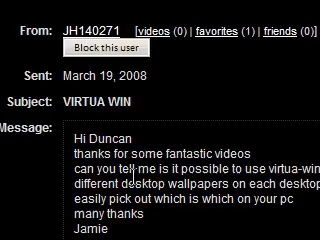 From: JH140271 [videos (0) | favorites (1) | friends (0)]
Block this user
Sent: March 19, 2008
Subject: VIRTUA WIN
Message:
Hi Duncan
thanks for some fantastic videos
can you tell me is it possible to use virtua-win
different desktop wallpapers on each desktop
easily pick out which is which on your pc
many thanks
Jamie